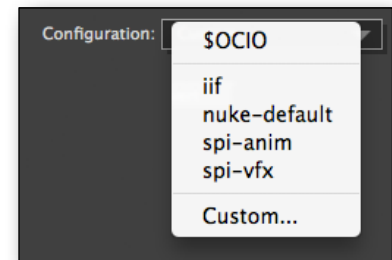 Configuration:
$OCIO
iif
nuke-default
spi-anim
spi-vfx
Custom...